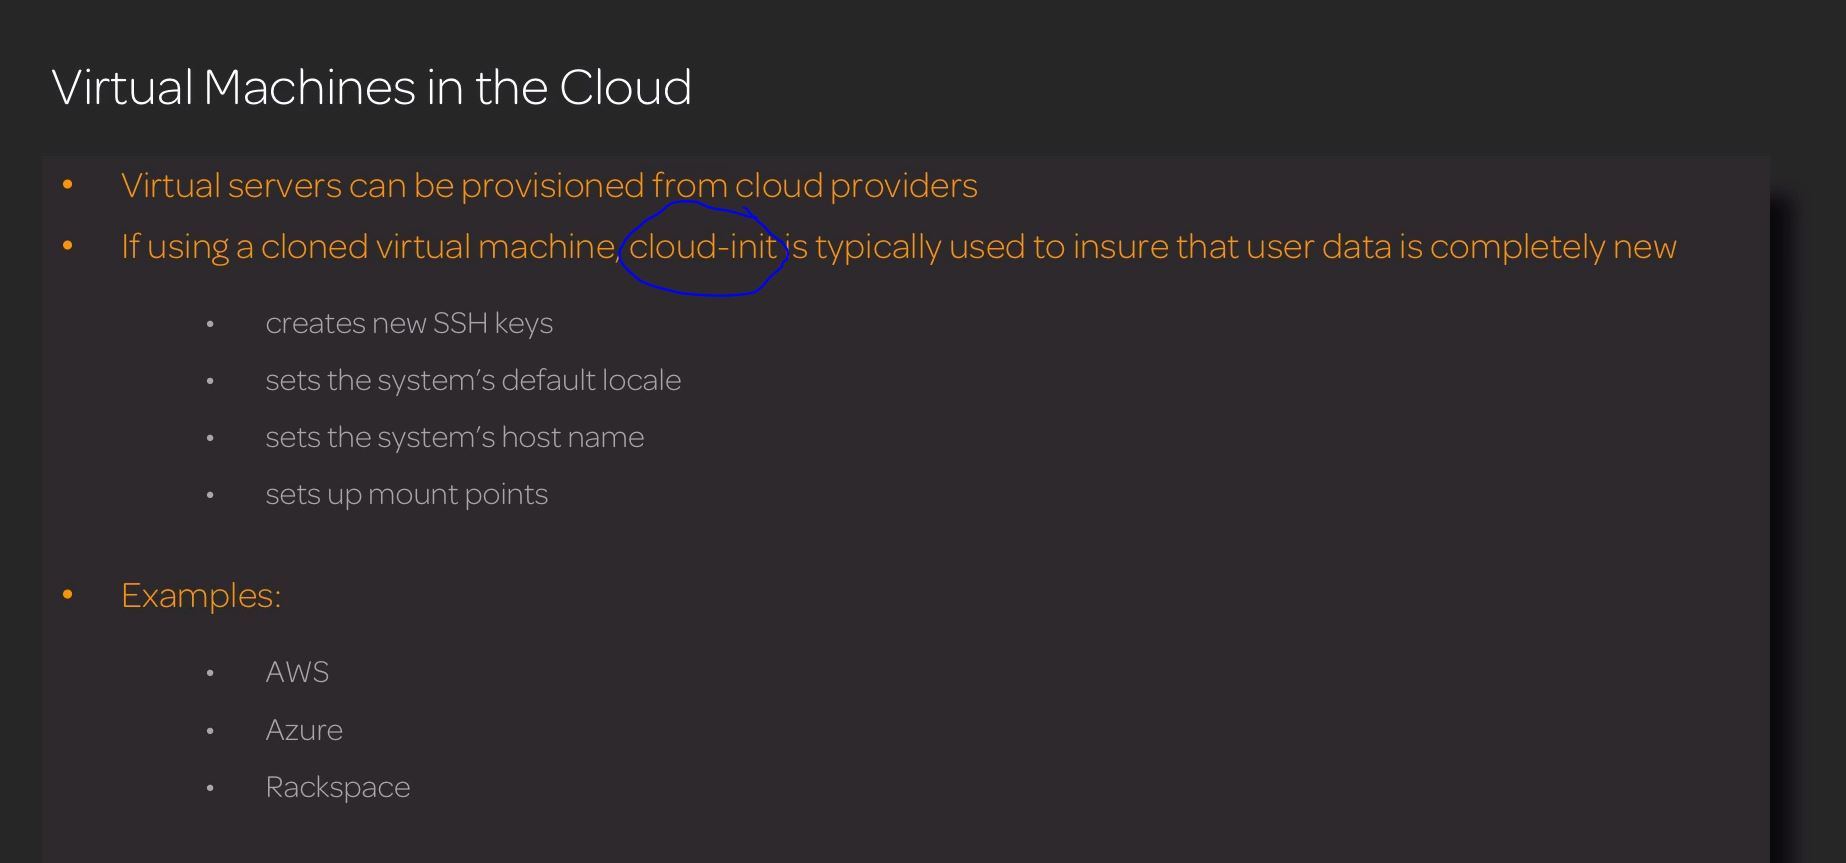 Virtual Machines in the Cloud
• Virtual servers can be provisioned from cloud providers
• If using a cloned virtual machine, cloud-init is typically used to insure that user data is completely new
• creates new SSH keys
• sets the system's default locale
• sets the system's host name
• sets up mount points
• Examples:
• AWS
• Azure
• Rackspace